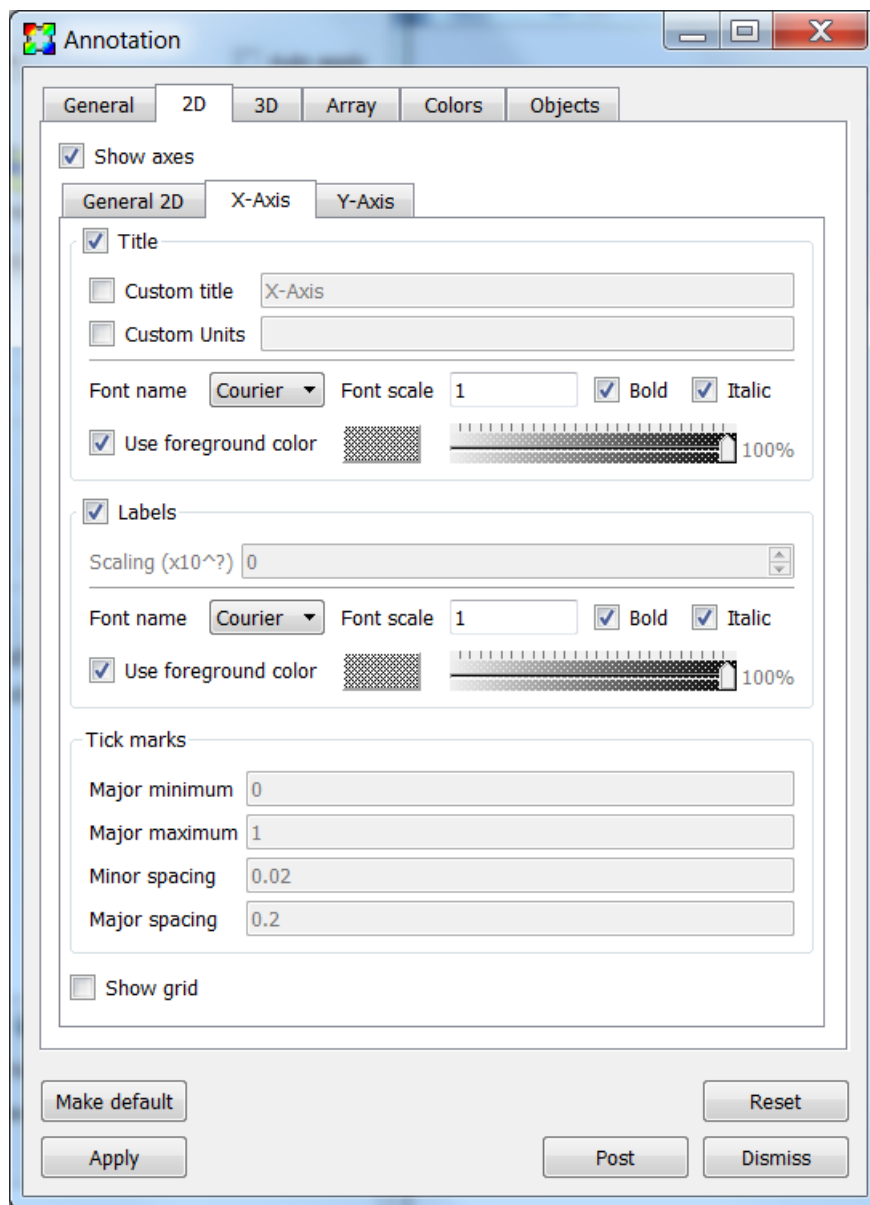 Annotation
General 2D 3D Array Colors Objects
Show axes
General 2D X-Axis Y-Axis
Title
Custom title X-Axis
Custom Units
Font name Courier Font scale 1 Bold Italic
Use foreground color 100%
Labels
Scaling (x10^?) 0
Font name Courier Font scale 1 Bold Italic
Use foreground color 100%
Tick marks
Major minimum 0
Major maximum 1
Minor spacing 0.02
Major spacing 0.2
Show grid
Make default Reset
Apply Post Dismiss